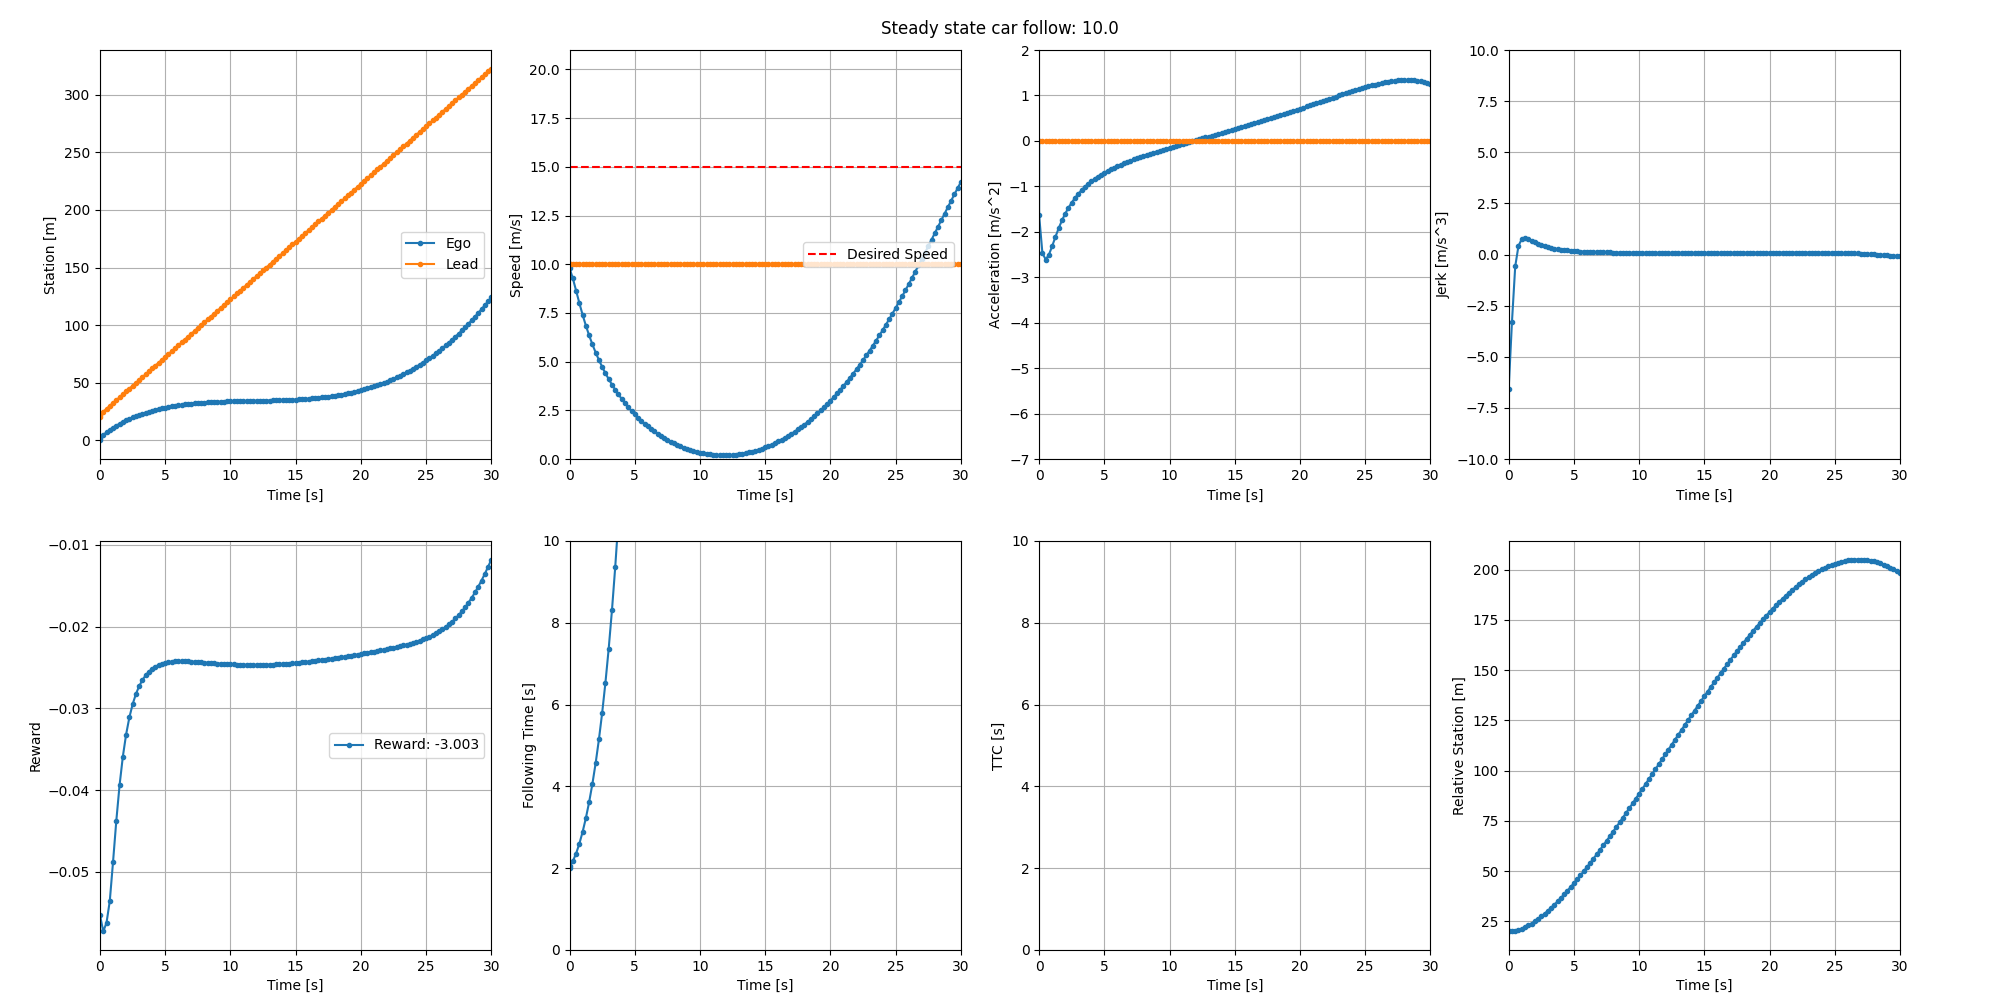 Steady state car follow: 10.0
Station [m]
300
250
200
150
100
50
0
Ego
Lead
0 5 10 15 20 25 30
Time [s]
Speed [m/s]
20.0
17.5
15.0
12.5
10.0
7.5
5.0
2.5
0.0
Desired Speed
0 5 10 15 20 25 30
Time [s]
Acceleration [m/s^2]
2
1
0
−1
−2
−3
−4
−5
−6
−7
0 5 10 15 20 25 30
Time [s]
Jerk [m/s^3]
10.0
7.5
5.0
2.5
0.0
−2.5
−5.0
−7.5
−10.0
0 5 10 15 20 25 30
Time [s]
Reward
−0.01
−0.02
−0.03
−0.04
−0.05
Reward: -3.003
0 5 10 15 20 25 30
Time [s]
Following Time [s]
10
8
6
4
2
0
0 5 10 15 20 25 30
Time [s]
TTC [s]
10
8
6
4
2
0
0 5 10 15 20 25 30
Time [s]
Relative Station [m]
200
175
150
125
100
75
50
25
0 5 10 15 20 25 30
Time [s]